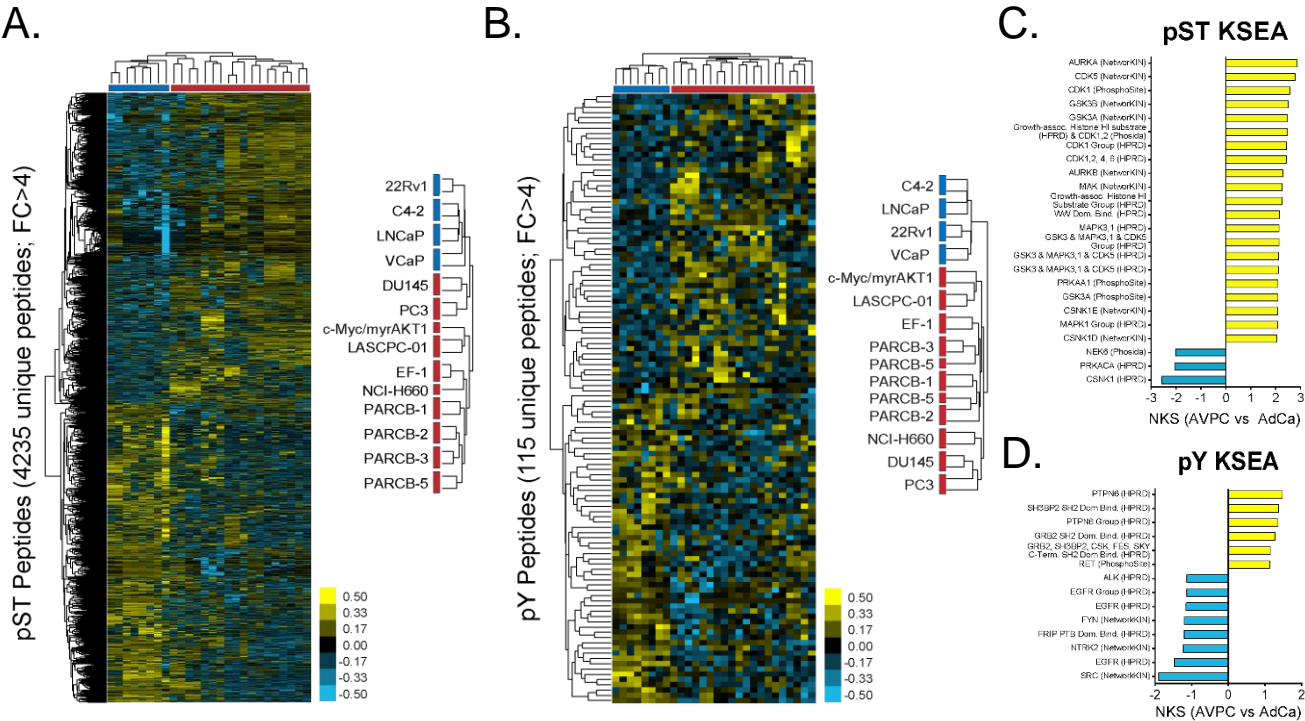 A.
pST Peptides (4235 unique peptides; FC>4)
22Rv1
C4-2
LNCaP
VCaP
DU145
PC3
c-Myc/myrAKT1
LASCPC-01
EF-1
NCI-H660
PARCB-1
PARCB-2
PARCB-3
PARCB-5
0.50
0.33
0.17
0.00
-0.17
-0.33
-0.50
B.
pY Peptides (115 unique peptides; FC>4)
C4-2
LNCaP
22Rv1
VCaP
c-Myc/myrAKT1
LASCPC-01
EF-1
PARCB-3
PARCB-5
PARCB-1
PARCB-5
PARCB-2
NCI-H660
DU145
PC3
0.50
0.33
0.17
0.00
-0.17
-0.33
-0.50
C.
pST KSEA
AURKA (NetworKIN)
CDK5 (NetworKIN)
CDK1 (PhosphoSite)
GSK3B (NetworKIN)
GSK3A (NetworKIN)
Growth-assoc. Histone HI substrate
(HPRD) & CDK1,2 (Phosida)
CDK1 Group (HPRD)
CDK1,2, 4, 6 (HPRD)
AURKB (NetworKIN)
MAK (NetworKIN)
Growth-assoc. Histone HI
Substrate Group (HPRD)
WW Dom. Bind. (HPRD)
MAPK3,1 (HPRD)
GSK3 & MAPK3,1 & CDK5
Group (HPRD)
GSK3 & MAPK3,1 & CDK5 (HPRD)
GSK3 & MAPK3,1 & CDK5 (HPRD)
PRKAA1 (PhosphoSite)
GSK3A (PhosphoSite)
CSNK1E (NetworKIN)
MAPK1 Group (HPRD)
CSNK1D (NetworKIN)
NEK6 (Phosida)
PRKACA (HPRD)
CSNK1 (HPRD)
-3 -2 -1 0 1 2 3
NKS (AVPC vs AdCa)
D.
pY KSEA
PTPN6 (HPRD)
SH3BP2 SH2 Dom Bind. (HPRD)
PTPN6 Group (HPRD)
GRB2 SH2 Dom. Bind. (HPRD)
GRB2, SH3BP2, CSK, FES, SKY
C-Term. SH2 Dom Bind. (HPRD)
RET (PhosphoSite)
ALK (HPRD)
EGFR Group (HPRD)
EGFR (HPRD)
FYN (NetworkKIN)
FRIP PTB Dom. Bind. (HPRD)
NTRK2 (NetworkKIN)
EGFR (HPRD)
SRC (NetworkKIN)
-2 -1 0 1 2
NKS (AVPC vs AdCa)